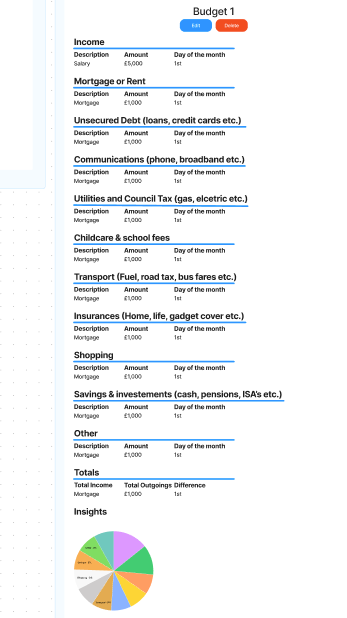 Budget 1
Edit Delete
Income
Description Amount Day of the month
Salary £5,000 1st
Mortgage or Rent
Description Amount Day of the month
Mortgage £1,000 1st
Unsecured Debt (loans, credit cards etc.)
Description Amount Day of the month
Mortgage £1,000 1st
Communications (phone, broadband etc.)
Description Amount Day of the month
Mortgage £1,000 1st
Utilities and Council Tax (gas, elcetric etc.)
Description Amount Day of the month
Mortgage £1,000 1st
Childcare & school fees
Description Amount Day of the month
Mortgage £1,000 1st
Transport (Fuel, road tax, bus fares etc.)
Description Amount Day of the month
Mortgage £1,000 1st
Insurances (Home, life, gadget cover etc.)
Description Amount Day of the month
Mortgage £1,000 1st
Shopping
Description Amount Day of the month
Mortgage £1,000 1st
Savings & investements (cash, pensions, ISA's etc.)
Description Amount Day of the month
Mortgage £1,000 1st
Other
Description Amount Day of the month
Mortgage £1,000 1st
Totals
Total Income Total Outgoings Difference
Mortgage £1,000 1st
Insights